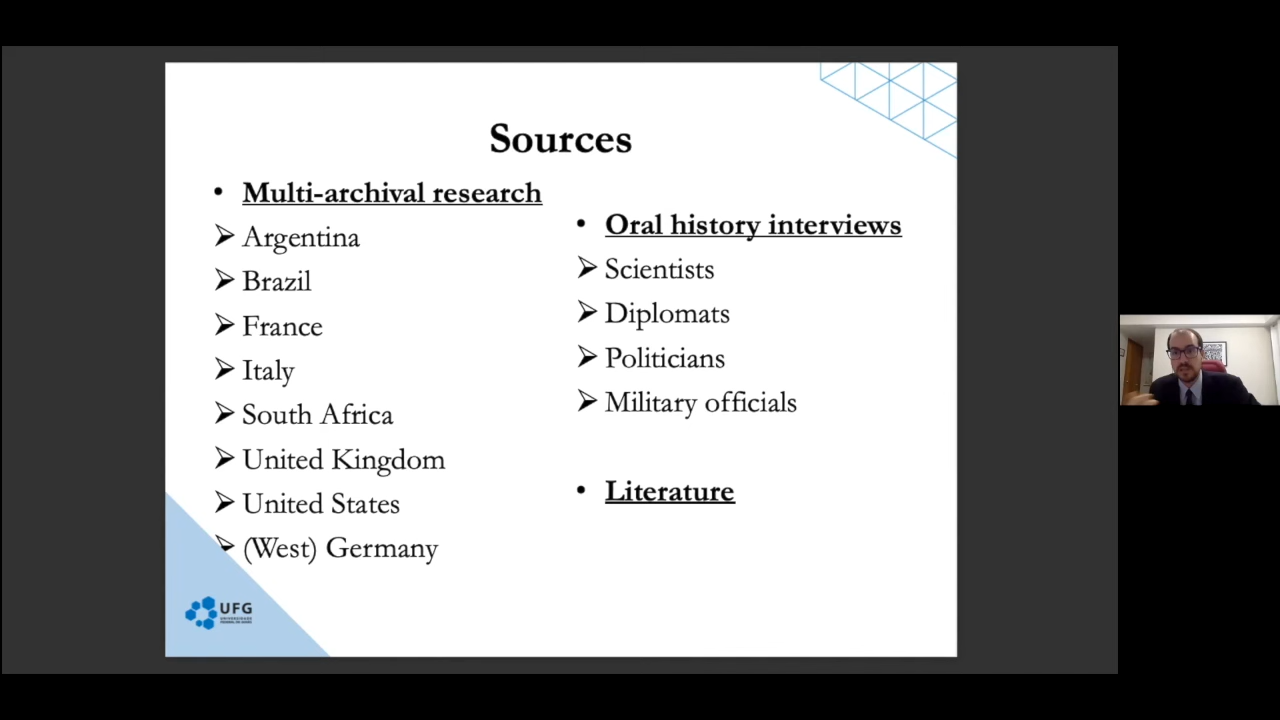 Sources
• Multi-archival research
➢ Argentina
➢ Brazil
➢ France
➢ Italy
➢ South Africa
➢ United Kingdom
➢ United States
➢ (West) Germany
• Oral history interviews
➢ Scientists
➢ Diplomats
➢ Politicians
➢ Military officials
• Literature
UFG
UNIVERSIDADE
FEDERAL DE GOIÁS